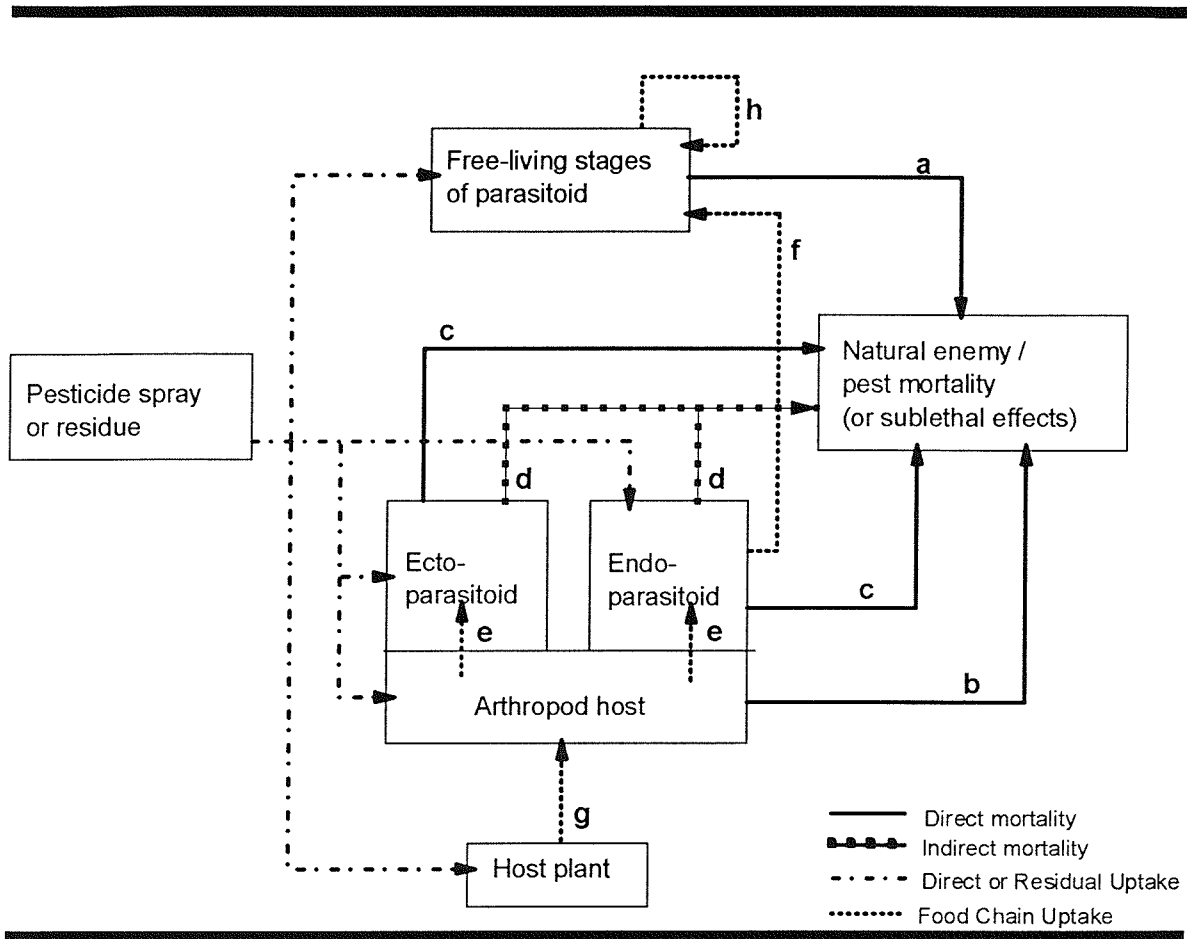 h
Free-living stages
of parasitoid
a
f
c
Natural enemy /
pest mortality
(or sublethal effects)
Pesticide spray
or residue
d
d
Ecto-
parasitoid
Endo-
parasitoid
c
e
e
b
Arthropod host
g
Host plant
Direct mortality
Indirect mortality
Direct or Residual Uptake
Food Chain Uptake